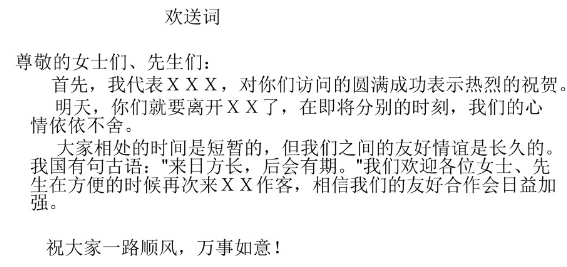 欢送词
尊敬的女士们、先生们：
首先，我代表ＸＸＸ，对你们访问的圆满成功表示热烈的祝贺。
明天，你们就要离开ＸＸ了，在即将分别的时刻，我们的心
情依依不舍。
大家相处的时间是短暂的，但我们之间的友好情谊是长久的。
我国有句古语："来日方长，后会有期。"我们欢迎各位女士、先
生在方便的时候再次来ＸＸ作客，相信我们的友好合作会日益加
强。
祝大家一路顺风，万事如意！